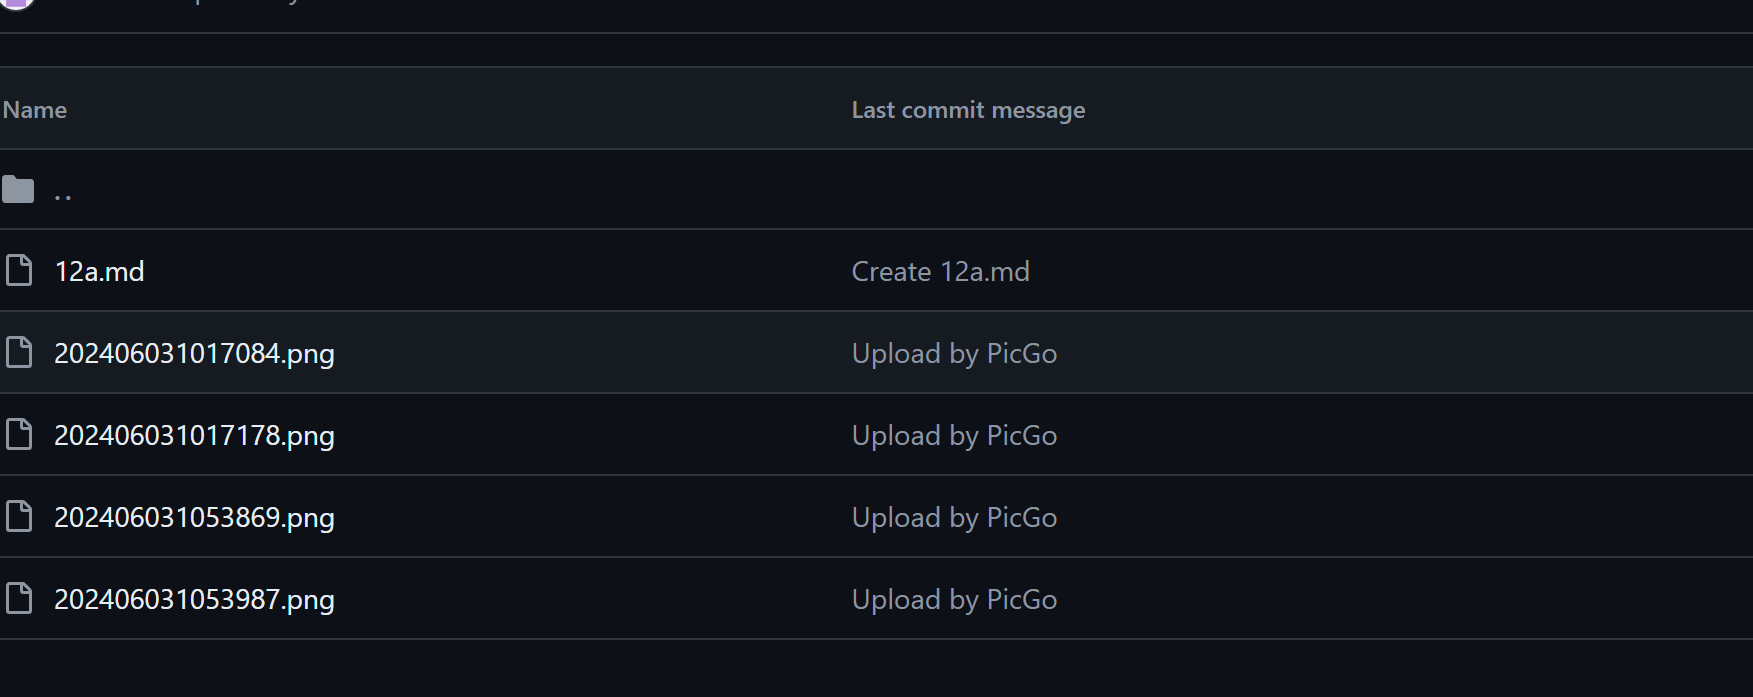 Name Last commit message
..
12a.md Create 12a.md
202406031017084.png Upload by PicGo
202406031017178.png Upload by PicGo
202406031053869.png Upload by PicGo
202406031053987.png Upload by PicGo